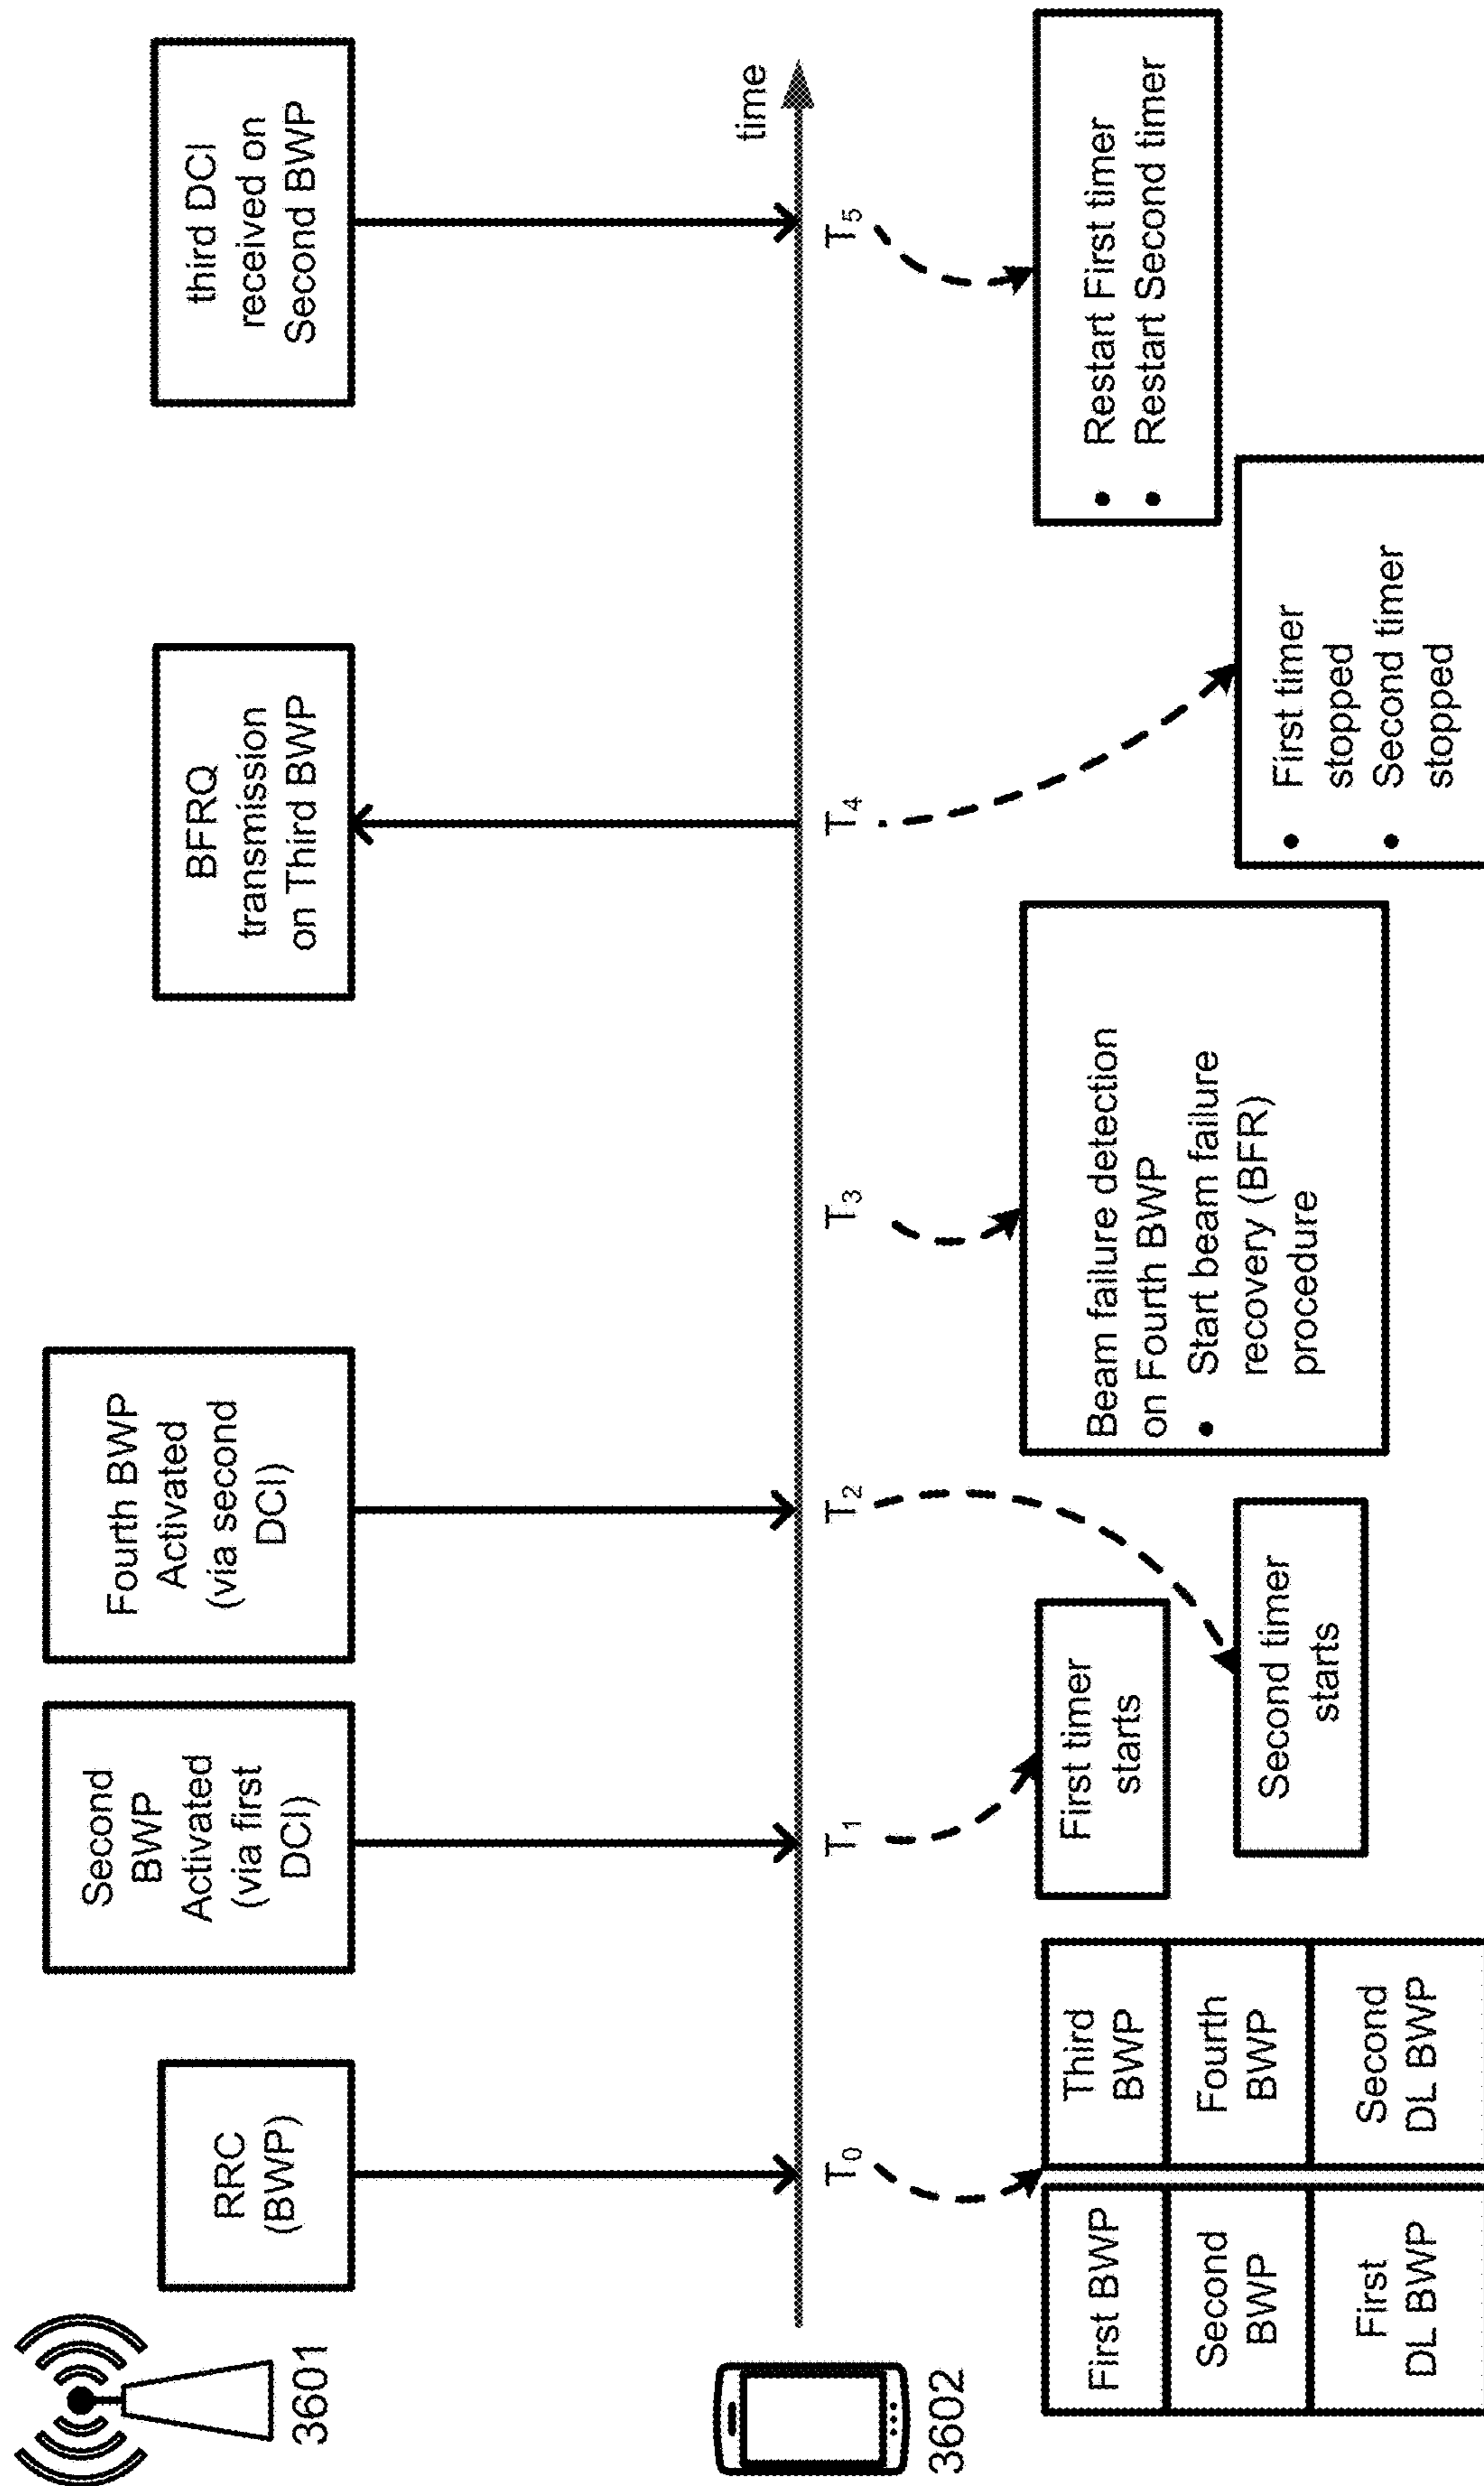 3601
RRC
(BWP)
Second
BWP
Activated
(via first
DCI)
Fourth BWP
Activated
(via second
DCI)
BFRQ
transmission
on Third BWP
third DCI
received on
Second BWP
3602
time
T0
T1
T2
T3
T4
T5
First BWP
Third
BWP
Second
BWP
Fourth
BWP
First
DL BWP
Second
DL BWP
First timer
starts
Second timer
starts
Beam failure detection
on Fourth BWP
• Start beam failure
recovery (BFR)
procedure
• First timer
stopped
• Second timer
stopped
• Restart First timer
• Restart Second timer